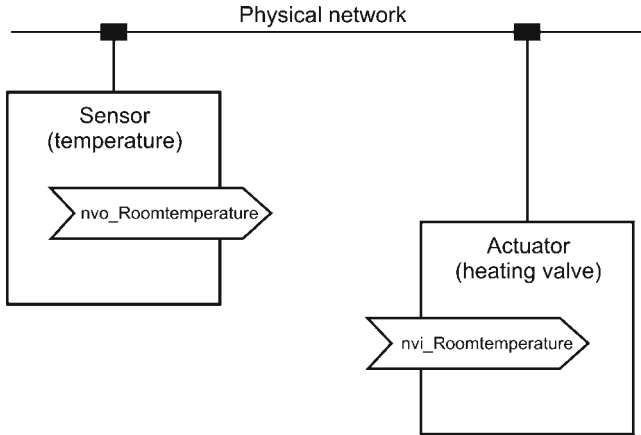 Physical network
Sensor
(temperature)
nvo_Roomtemperature
Actuator
(heating valve)
nvi_Roomtemperature